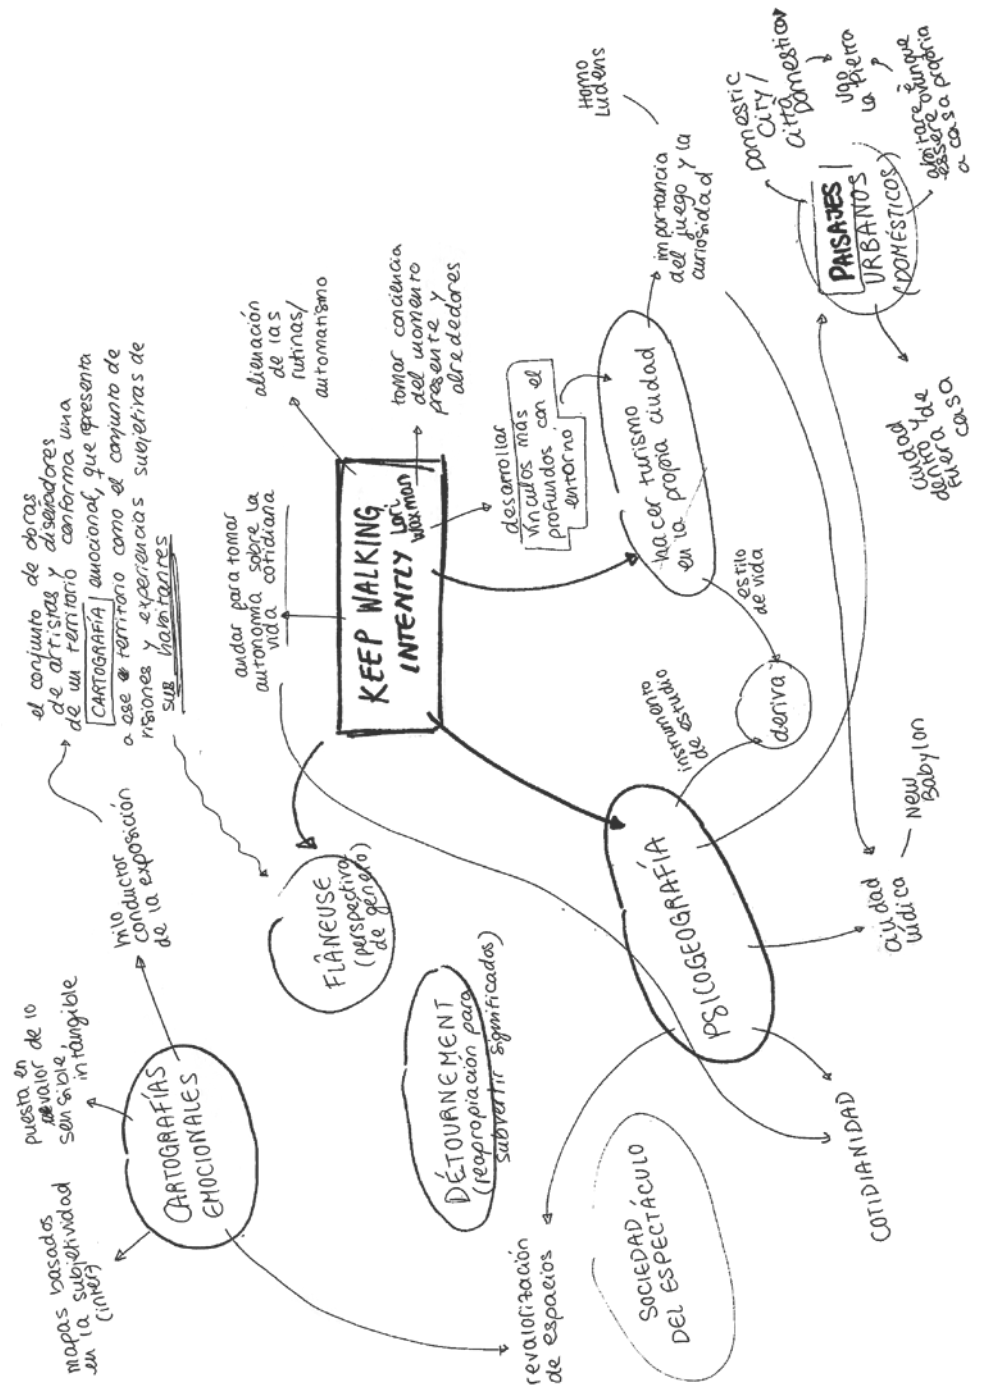 mapas basados
en la subjetividad
(inter)
puesta en
valor de lo
sensible
intangible
hilo
conductor
de la exposición
el conjunto de obras
de artistas y diseñadores
de un territorio conforma una
CARTOGRAFÍA emocional, que representa
a ese territorio como el conjunto de
visiones y experiencias subjetivas de
sus habitantes
CARTOGRAFÍAS
EMOCIONALES
FLÂNEUSE
(perspectiva
de género)
andar para tomar
autonomía sobre la
vida cotidiana
alienación
de las
rutinas/
automatismo
KEEP WALKING
INTENTLY
Lori
Waxman
tomar conciencia
del momento
presente y
alrededores
DÉTOURNEMENT
(reapropiación para
subvertir significados)
desarrollar
vínculos más
profundos con el
entorno
revalorización
de espacios
hacer turismo
en la propia ciudad
importancia
del juego y la
curiosidad
Homo
Ludens
SOCIEDAD
DEL ESPECTÁCULO
PSICOGEOGRAFÍA
instrumento
de estudio
deriva
estilo
de vida
DOMESTIC
CITY/
città
Domestica
Ugo
La Pietra
abitare è
essere ovunque
a casa propria
PAISAJES
URBANOS
(DOMÉSTICOS)
COTIDIANIDAD
ciudad
lúdica
New
Babylon
ciudad
dentro y
fuera de
casa